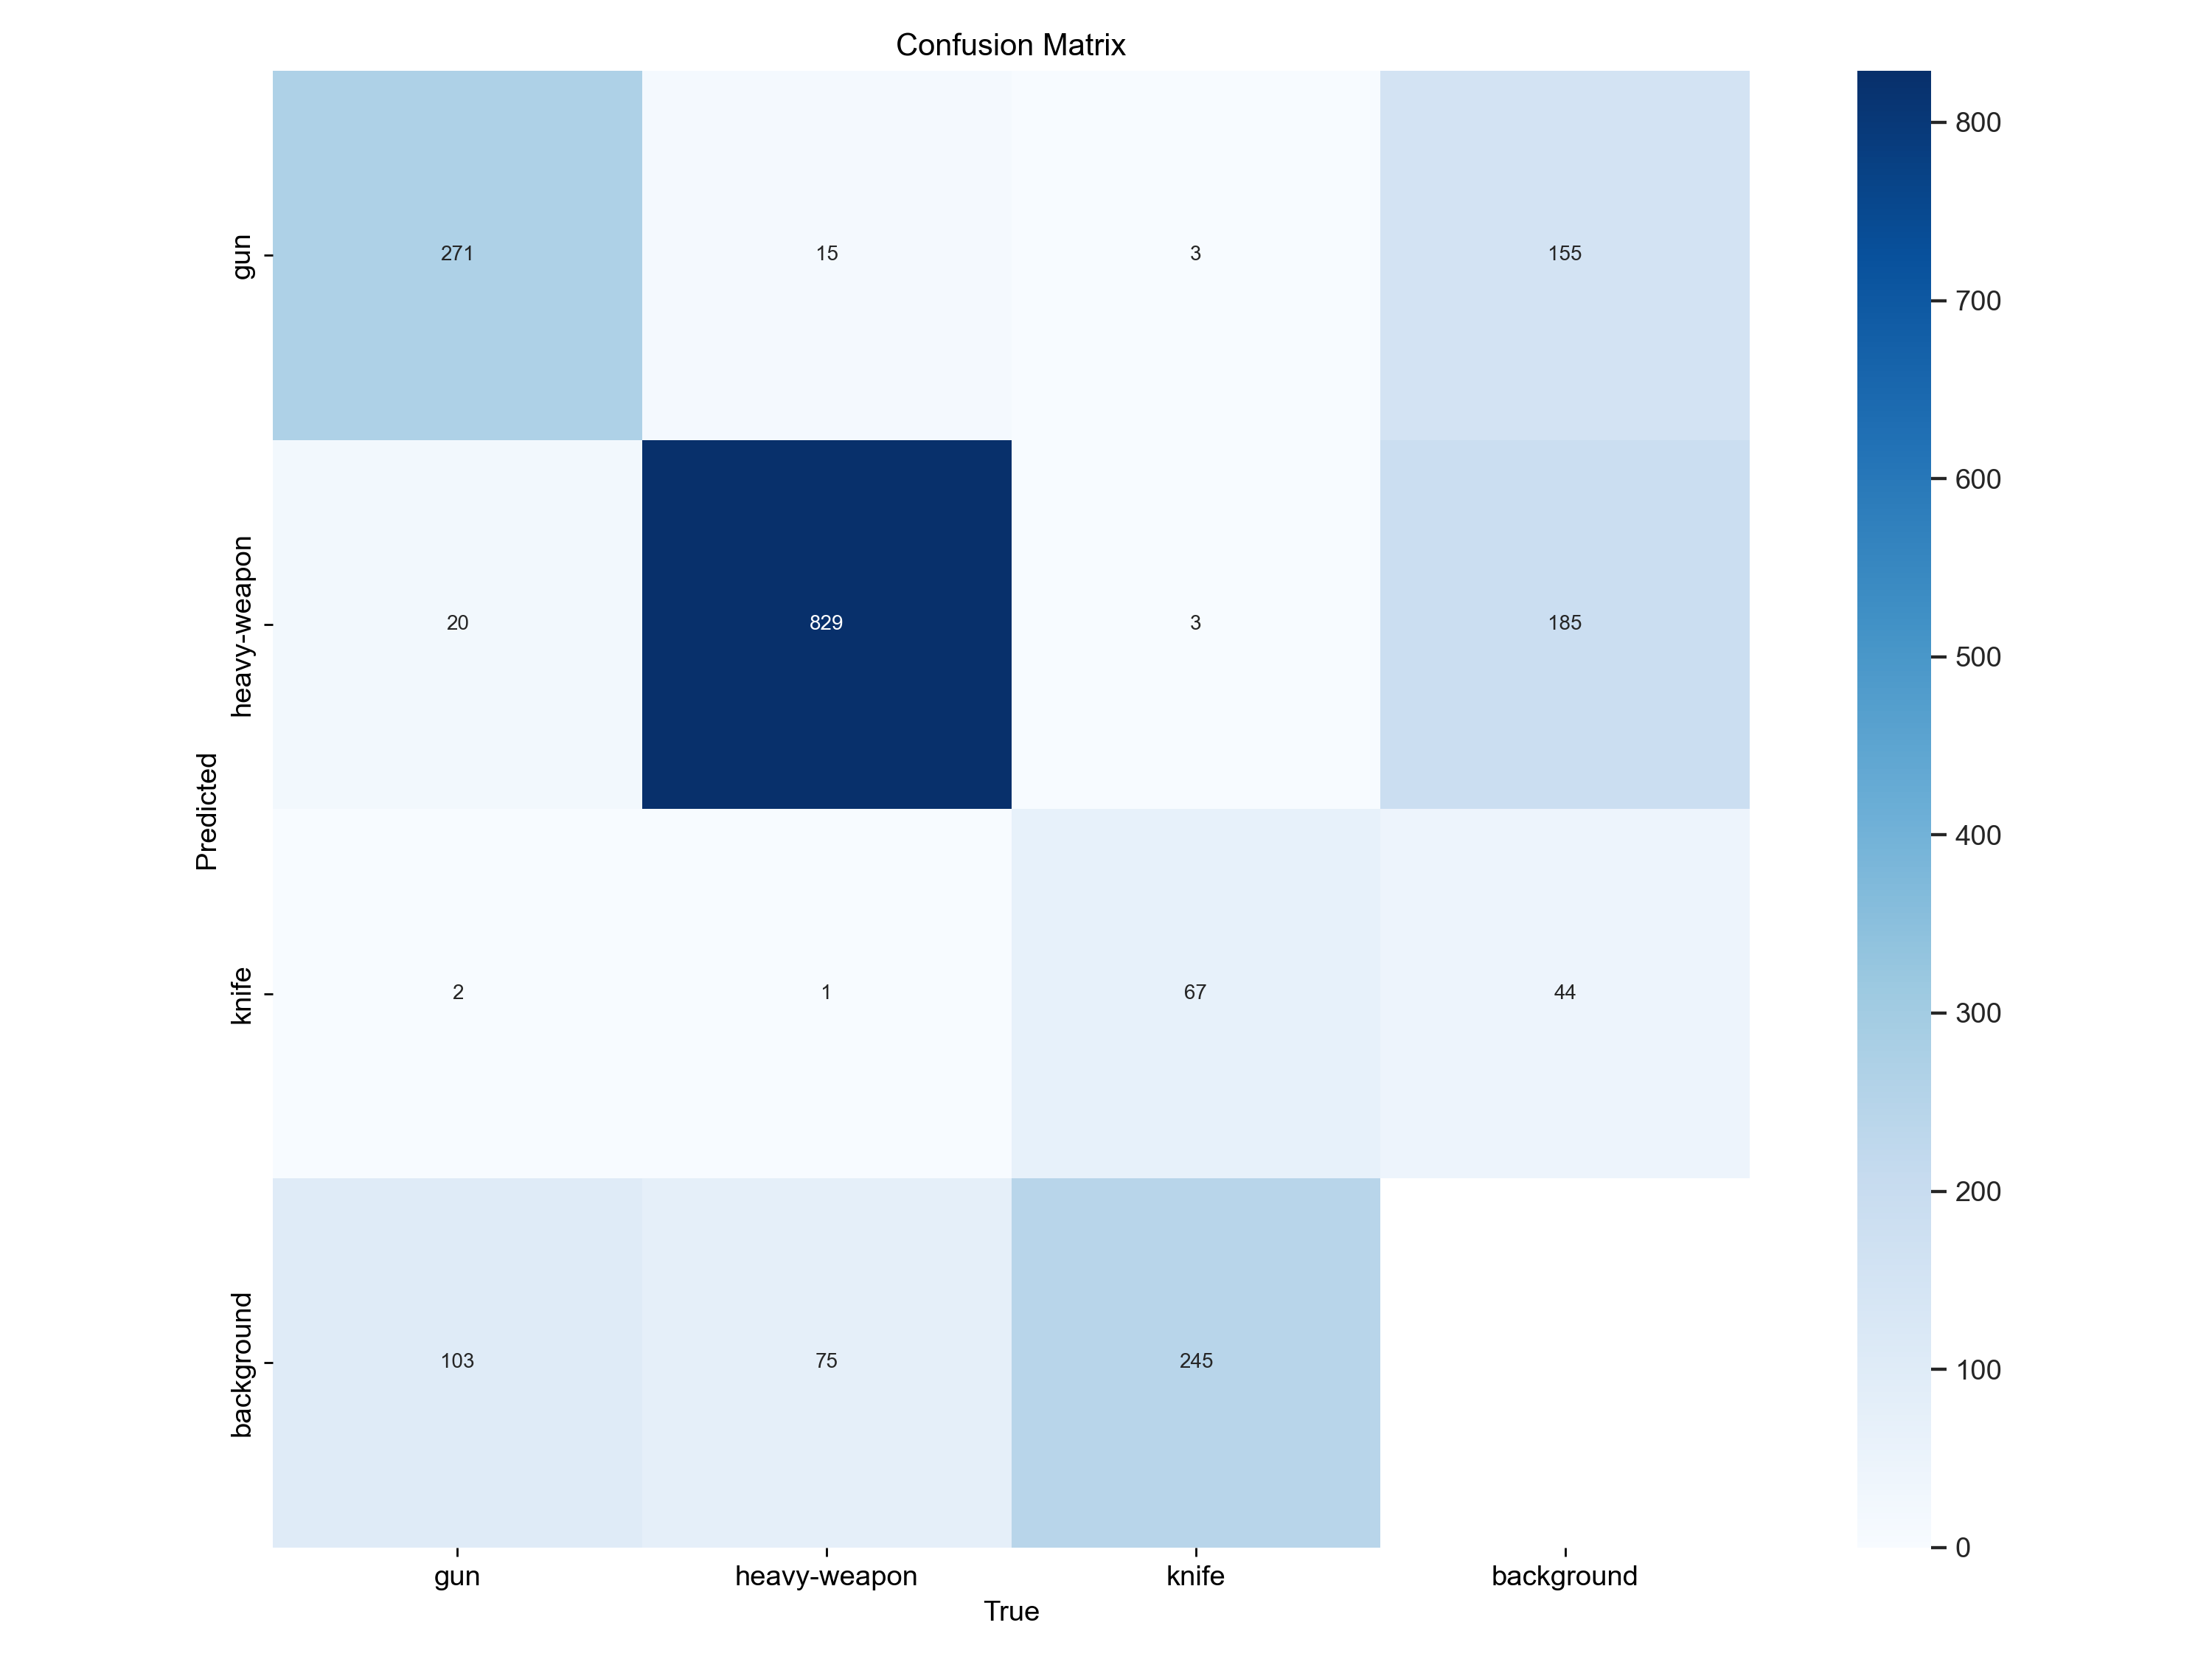 Confusion Matrix
gun
271
15
3
155
heavy-weapon
20
829
3
185
knife
2
1
67
44
background
103
75
245
Predicted
gun
heavy-weapon
knife
background
True
800
700
600
500
400
300
200
100
0